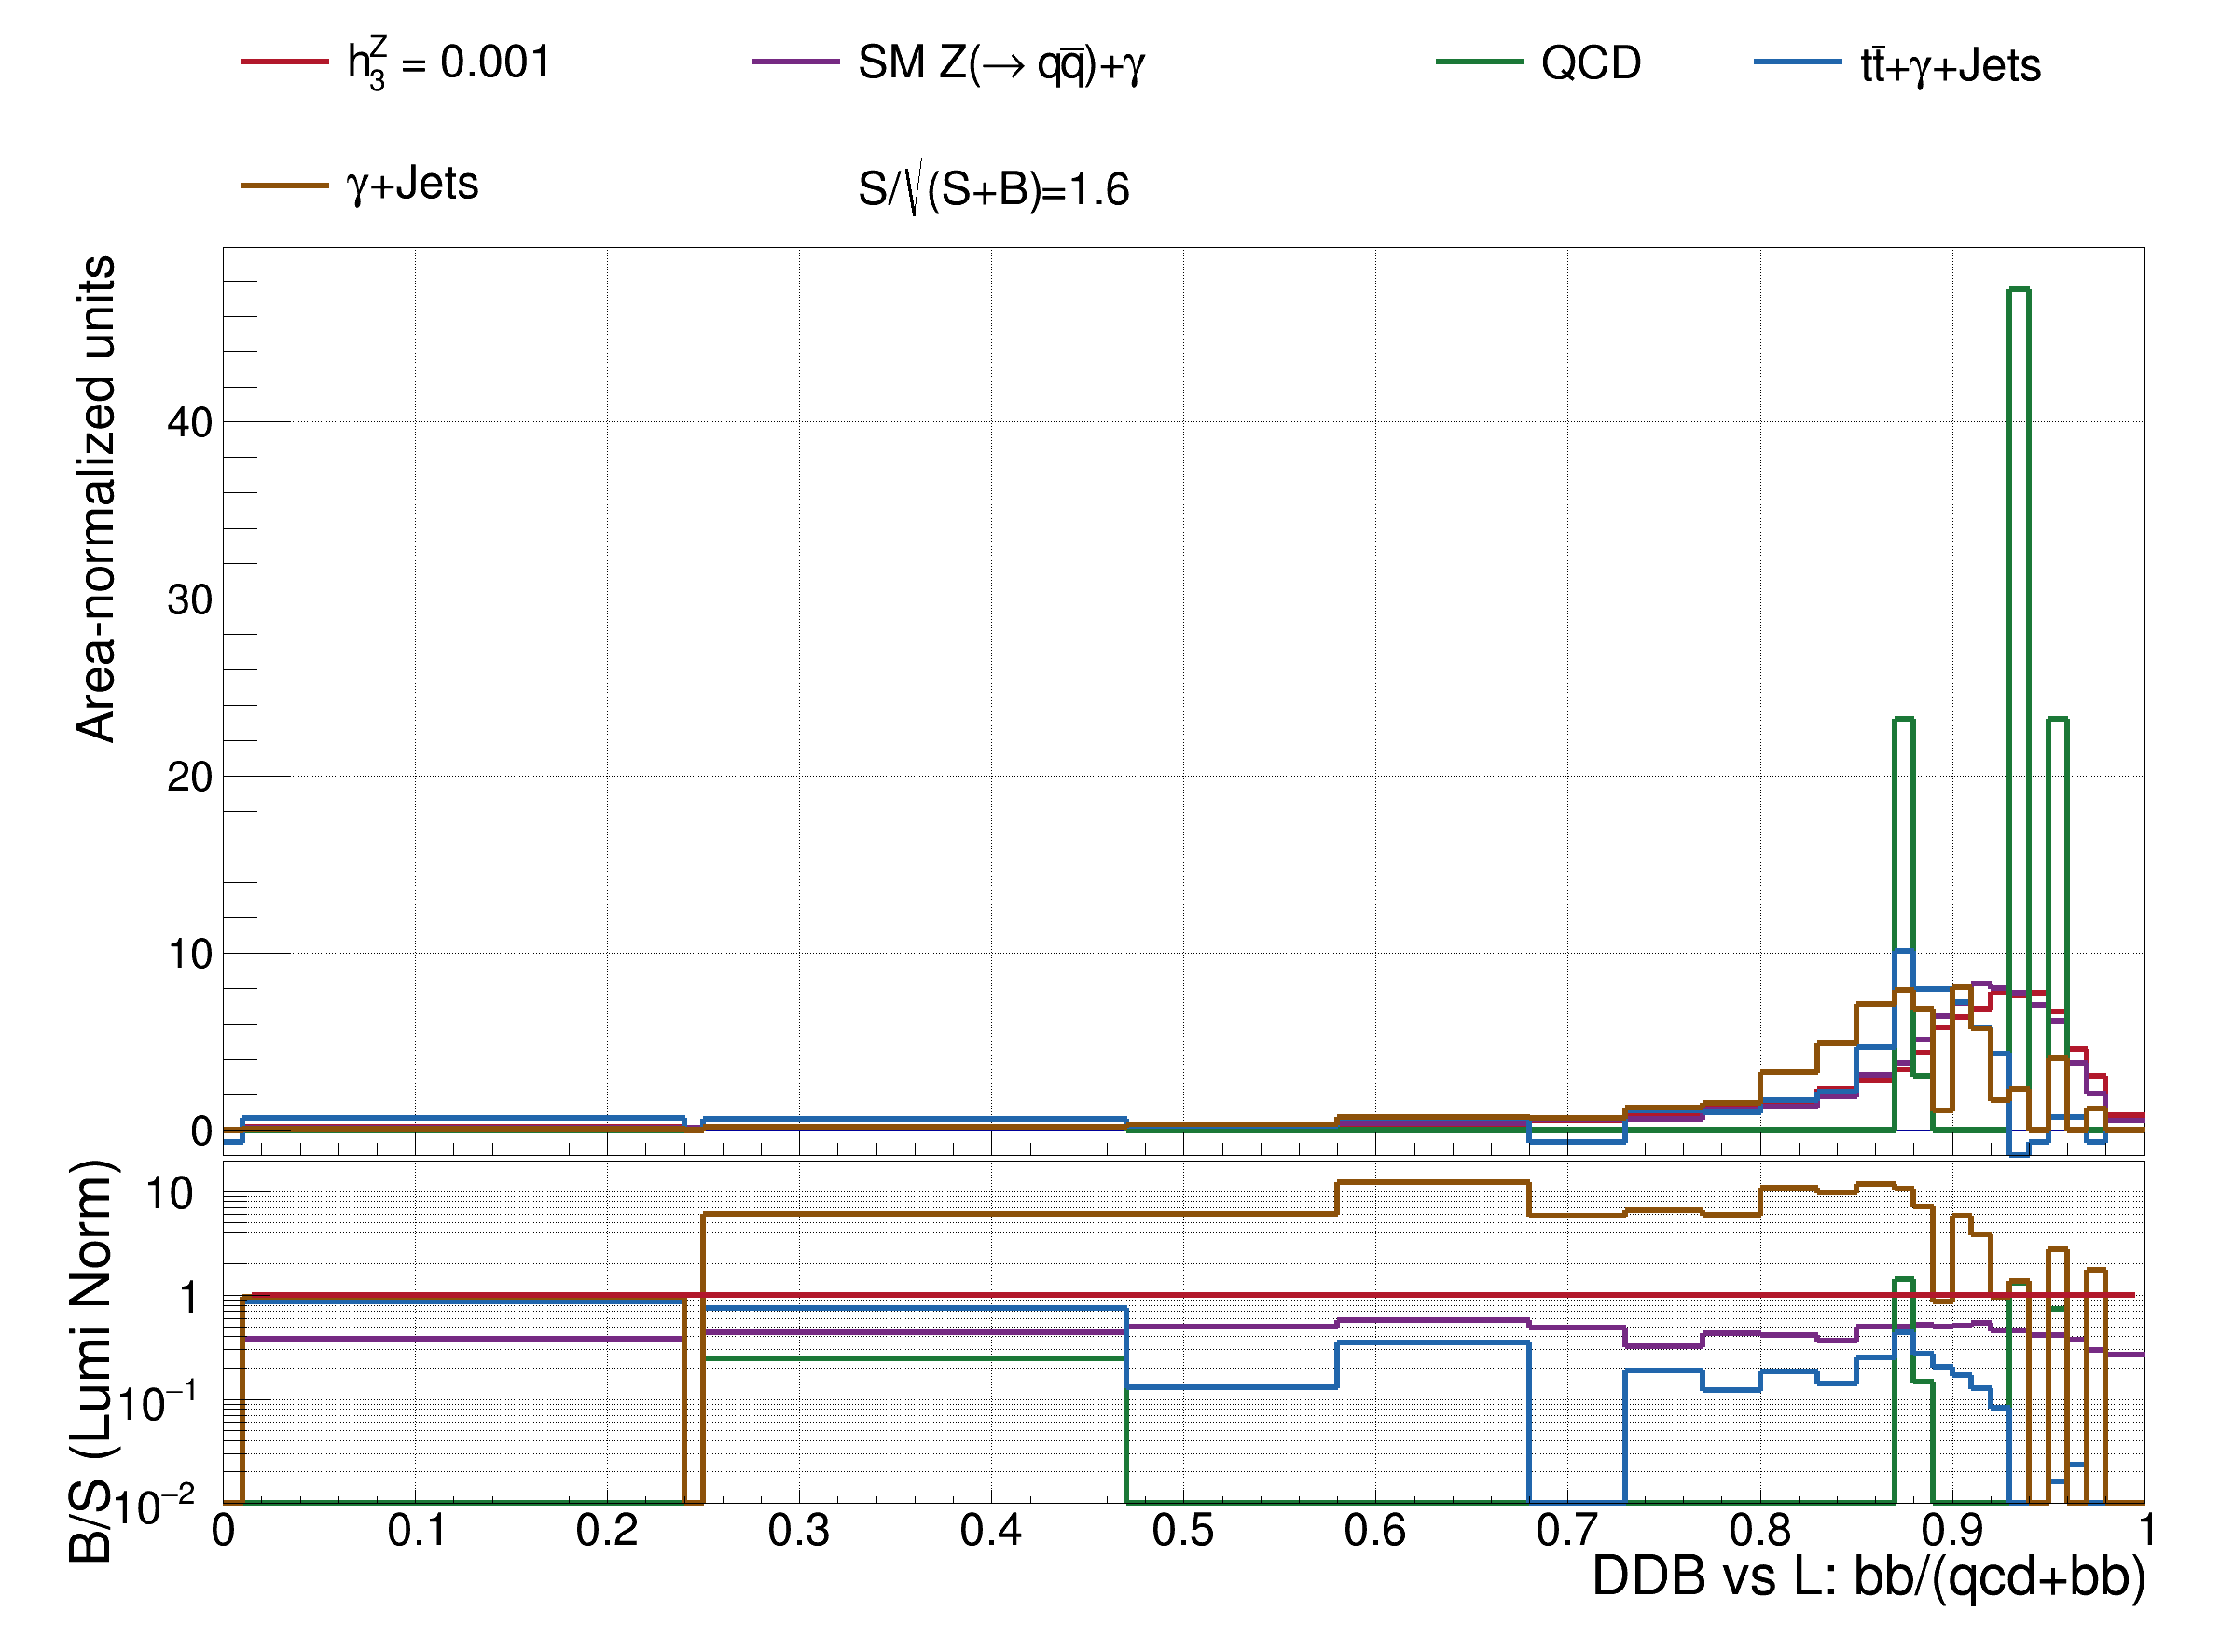 h₃ᶻ = 0.001
SM Z(→ qq̅)+γ
QCD
tt̅+γ+Jets
γ+Jets
S/√(S+B)=1.6
Area-normalized units
40
30
20
10
0
B/S (Lumi Norm)
10
1
10⁻¹
10⁻²
0 0.1 0.2 0.3 0.4 0.5 0.6 0.7 0.8 0.9 1
DDB vs L: bb/(qcd+bb)